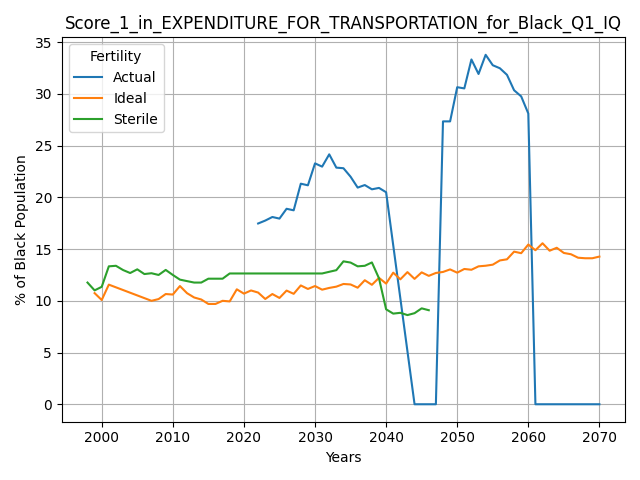 Score_1_in_EXPENDITURE_FOR_TRANSPORTATION_for_Black_Q1_IQ
Fertility
Actual
Ideal
Sterile
% of Black Population
35
30
25
20
15
10
5
0
2000 2010 2020 2030 2040 2050 2060 2070
Years